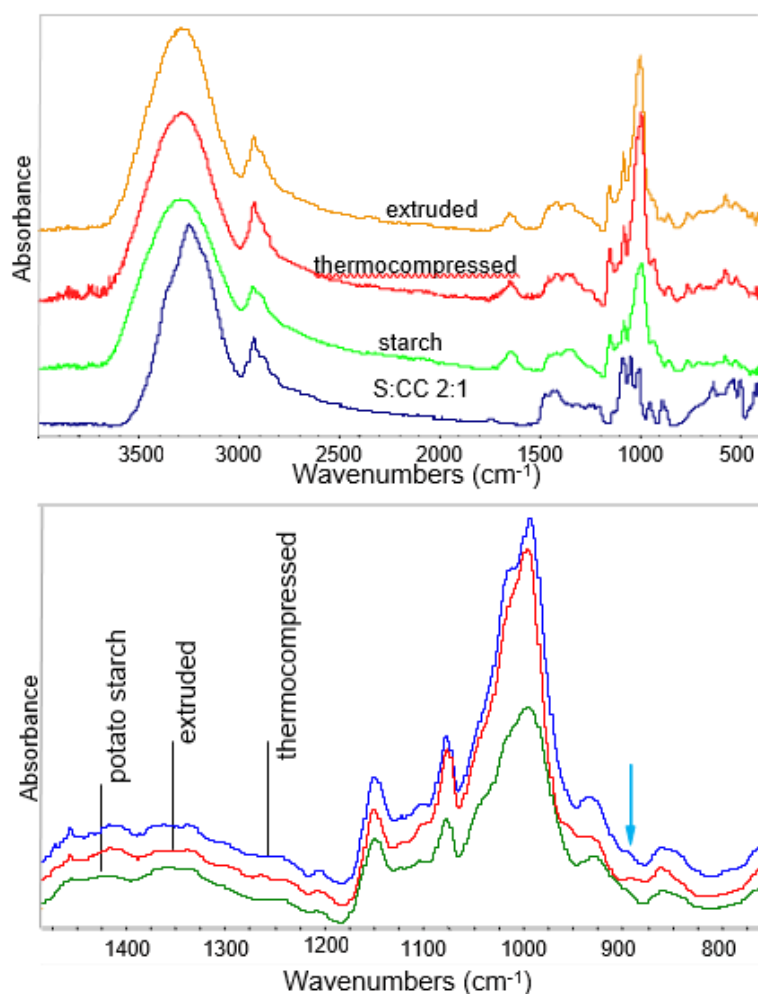 Absorbance
extruded
thermocompressed
starch
S:CC 2:1
3500 3000 2500 2000 1500 1000 500
Wavenumbers (cm-1)
Absorbance
potato starch
extruded
thermocompressed
1400 1300 1200 1100 1000 900 800
Wavenumbers (cm-1)